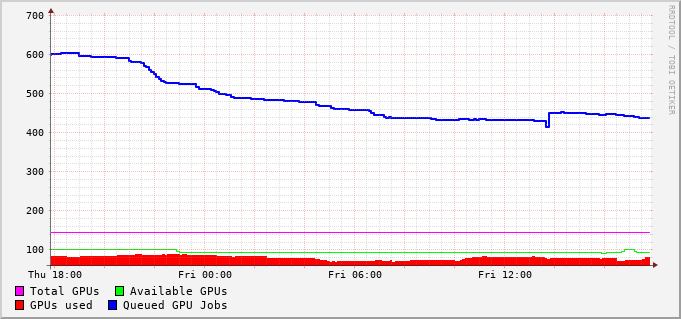 700
600
500
400
300
200
100
Thu 18:00 Fri 00:00 Fri 06:00 Fri 12:00
Total GPUs Available GPUs
GPUs used Queued GPU Jobs
RRDTOOL / TOBI OETIKER